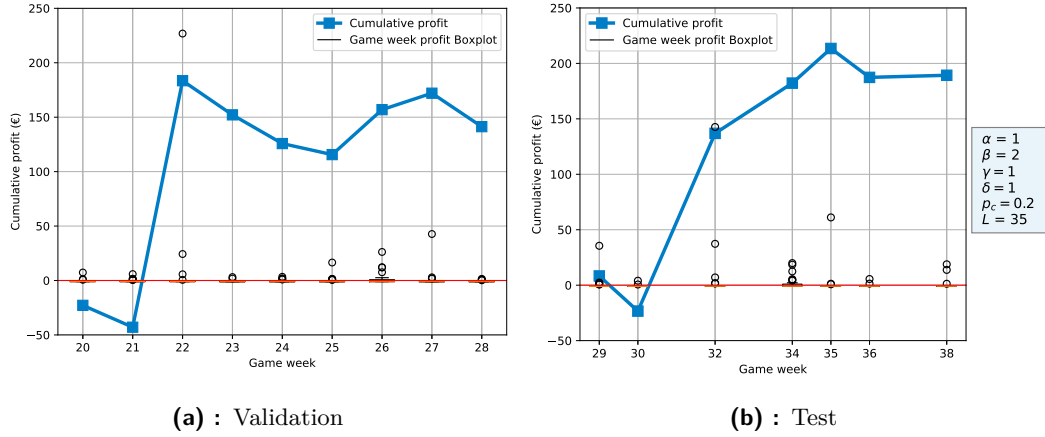 250
200
150
100
50
0
−50
Cumulative profit (€)
Cumulative profit
Game week profit Boxplot
20 21 22 23 24 25 26 27 28
Game week
(a) : Validation
250
200
150
100
50
0
−50
Cumulative profit (€)
Cumulative profit
Game week profit Boxplot
29 30 32 34 35 36 38
Game week
(b) : Test
α = 1
β = 2
γ = 1
δ = 1
p_c = 0.2
L = 35